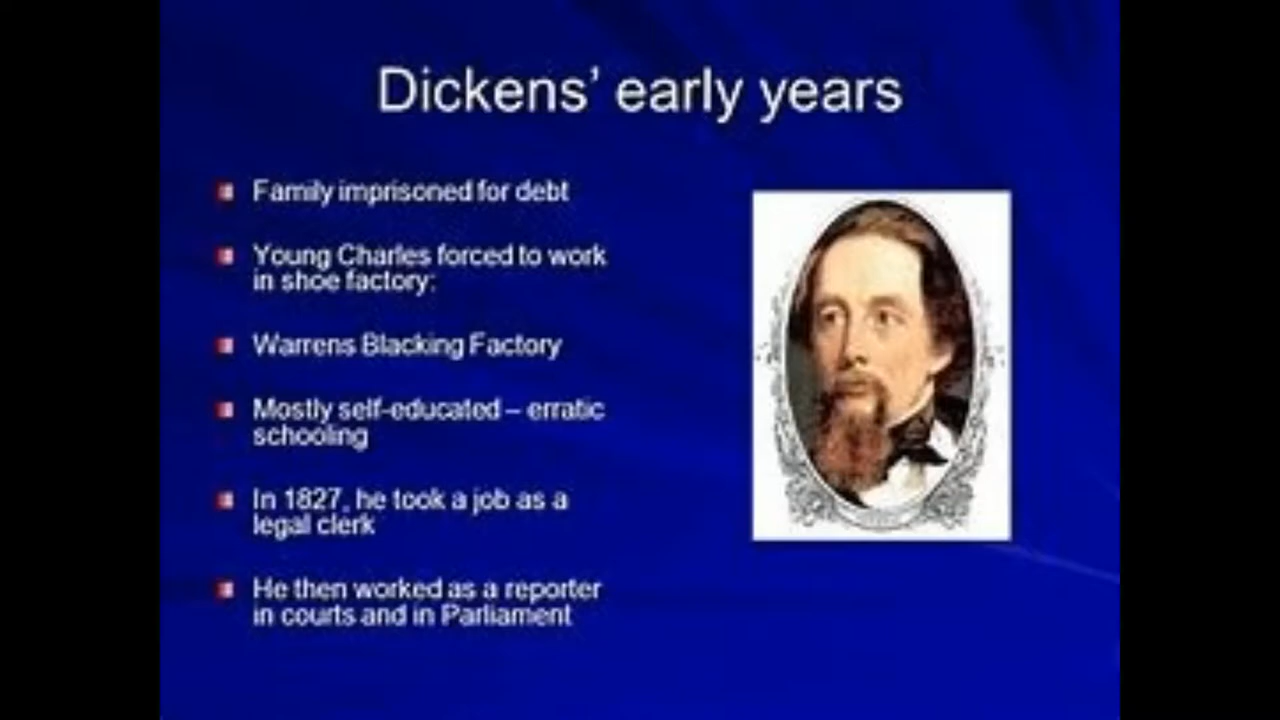 Dickens’ early years
Family imprisoned for debt
Young Charles forced to work
in shoe factory:
Warrens Blacking Factory
Mostly self-educated – erratic
schooling
In 1827, he took a job as a
legal clerk
He then worked as a reporter
in courts and in Parliament